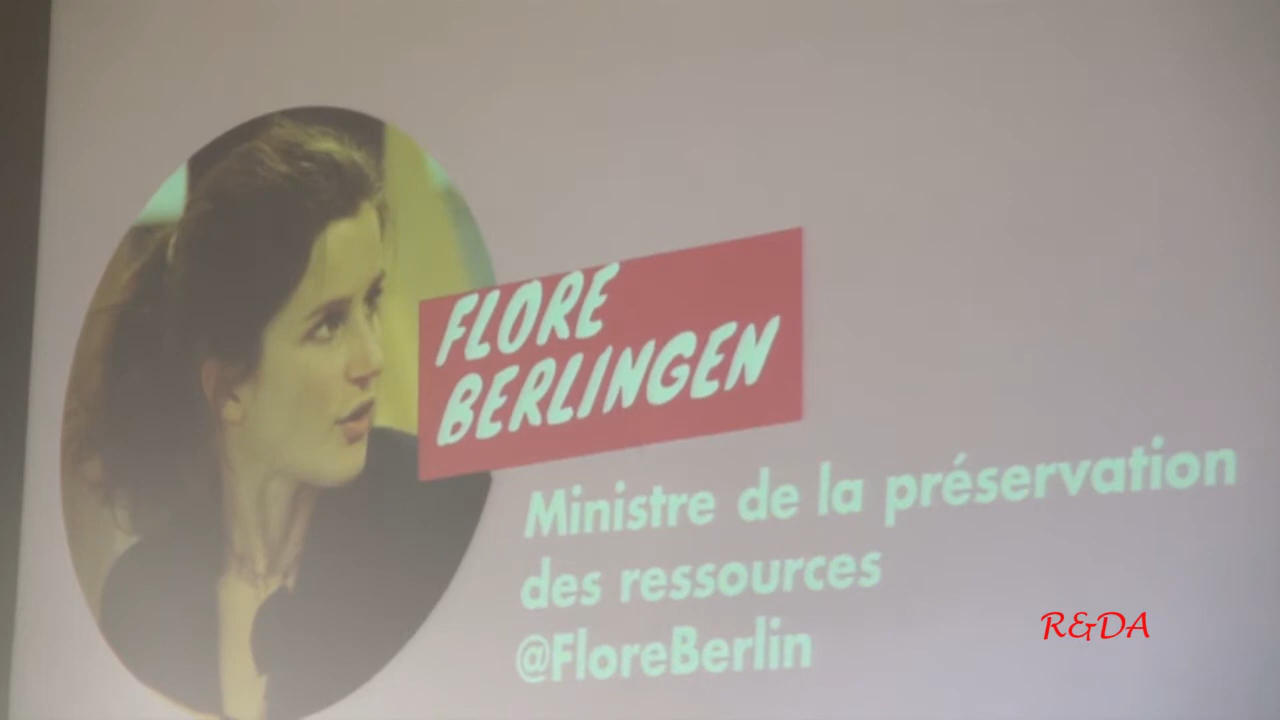 FLORE
BERLINGEN
Ministre de la préservation
des ressources
@FloreBerlin
R&DA